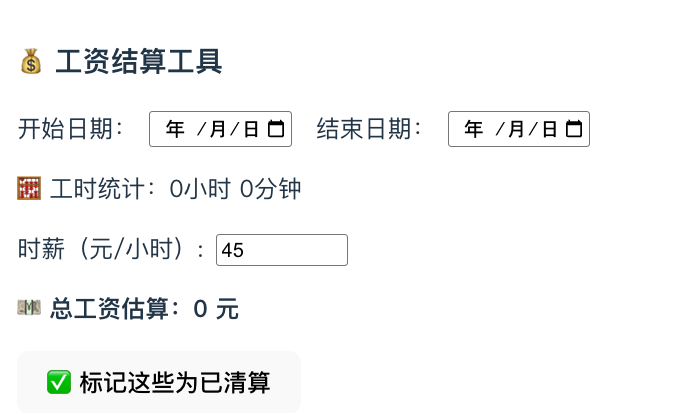 💰 工资结算工具
开始日期： 年 /月/日 结束日期： 年 /月/日
🧮 工时统计：0小时 0分钟
时薪（元/小时）: 45
💵 总工资估算：0 元
✅ 标记这些为已清算